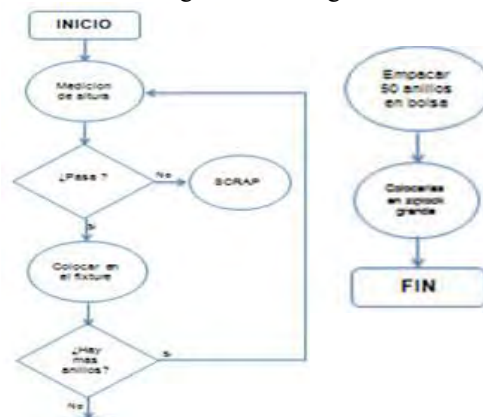 INICIO
Medicion
de altura
¿Pasa ?
No
SCRAP
Si
Colocar en
el fixture
¿Hay
mas
anillos?
Si
No
Empacar
50 anillos
en bolsa
Colocarlas
en ziplock
grande
FIN